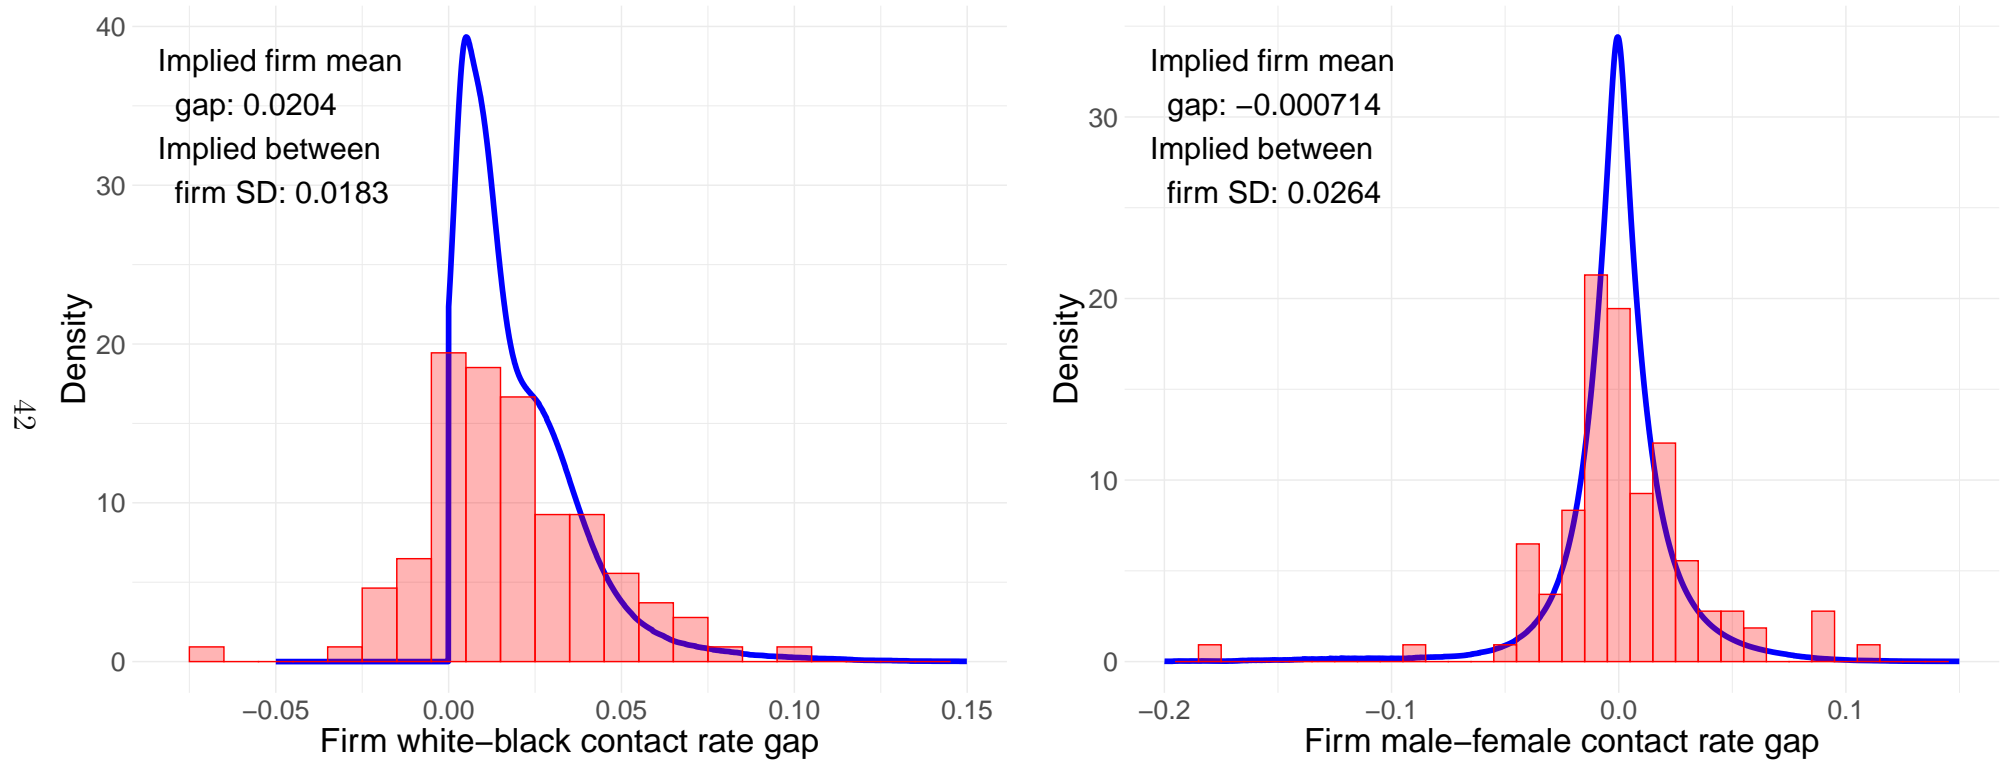 Implied firm mean
gap: 0.0204
Implied between
firm SD: 0.0183
40
30
20
10
0
Density
−0.05
0.00
0.05
0.10
0.15
Firm white−black contact rate gap
Implied firm mean
gap: −0.000714
Implied between
firm SD: 0.0264
30
20
10
0
Density
−0.2
−0.1
0.0
0.1
Firm male−female contact rate gap
42